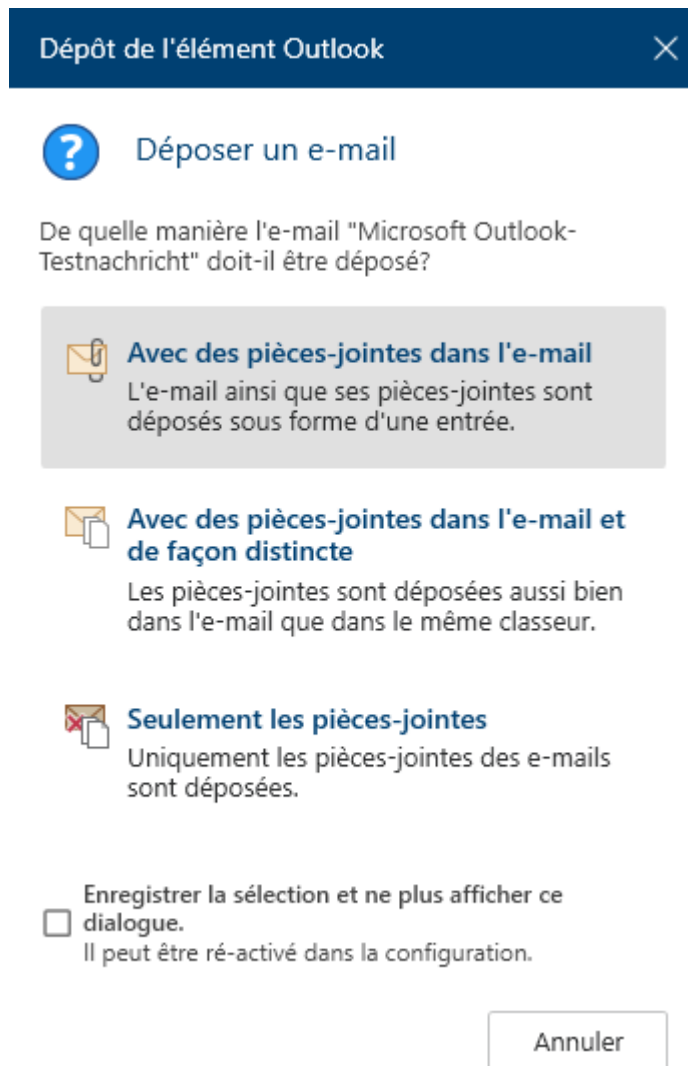 Dépôt de l'élément Outlook
Déposer un e-mail
De quelle manière l'e-mail "Microsoft Outlook-
Testnachricht" doit-il être déposé?
Avec des pièces-jointes dans l'e-mail
L'e-mail ainsi que ses pièces-jointes sont
déposés sous forme d'une entrée.
Avec des pièces-jointes dans l'e-mail et
de façon distincte
Les pièces-jointes sont déposées aussi bien
dans l'e-mail que dans le même classeur.
Seulement les pièces-jointes
Uniquement les pièces-jointes des e-mails
sont déposées.
Enregistrer la sélection et ne plus afficher ce
dialogue.
Il peut être ré-activé dans la configuration.
Annuler